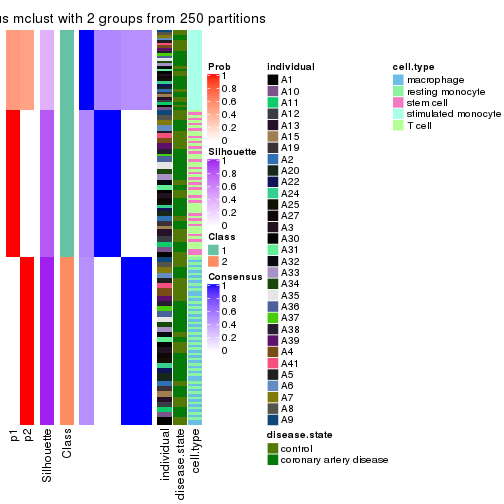 us mclust with 2 groups from 250 partitions
p1
p2
Silhouette
Class
individual
disease.state
cell.type
Prob
1
0.8
0.6
0.4
0.2
0
Silhouette
1
0.8
0.6
0.4
0.2
0
Class
1
2
Consensus
1
0.8
0.6
0.4
0.2
0
individual
A1
A10
A11
A12
A13
A15
A19
A2
A20
A22
A24
A25
A27
A3
A30
A31
A32
A33
A34
A35
A36
A37
A38
A39
A4
A41
A5
A6
A7
A8
A9
disease.state
control
coronary artery disease
cell.type
macrophage
resting monocyte
stem cell
stimulated monocyte
T cell